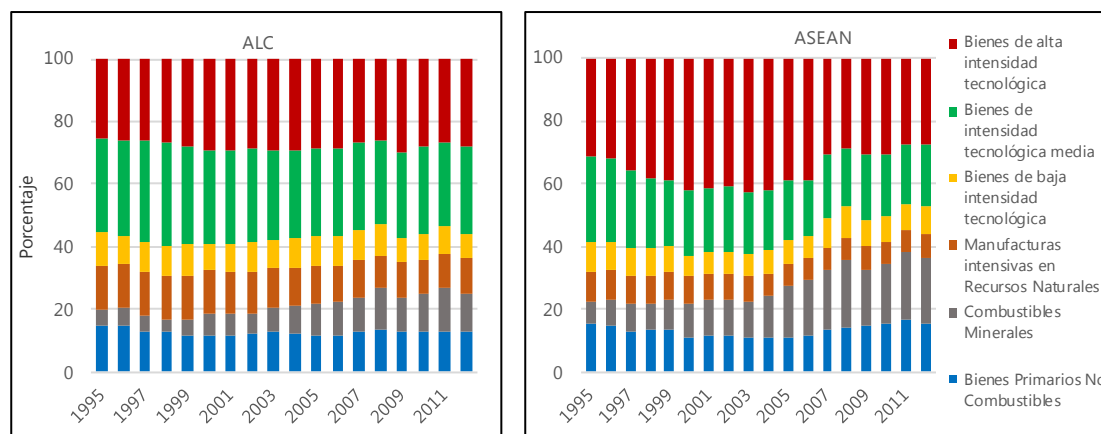 ALC
Porcentaje
100
80
60
40
20
0
1995
1997
1999
2001
2003
2005
2007
2009
2011
ASEAN
100
80
60
40
20
0
1995
1997
1999
2001
2003
2005
2007
2009
2011
Bienes de alta
intensidad
tecnológica
Bienes de
intensidad
tecnológica media
Bienes de baja
intensidad
tecnológica
Manufacturas
intensivas en
Recursos Naturales
Combustibles
Minerales
Bienes Primarios No
Combustibles